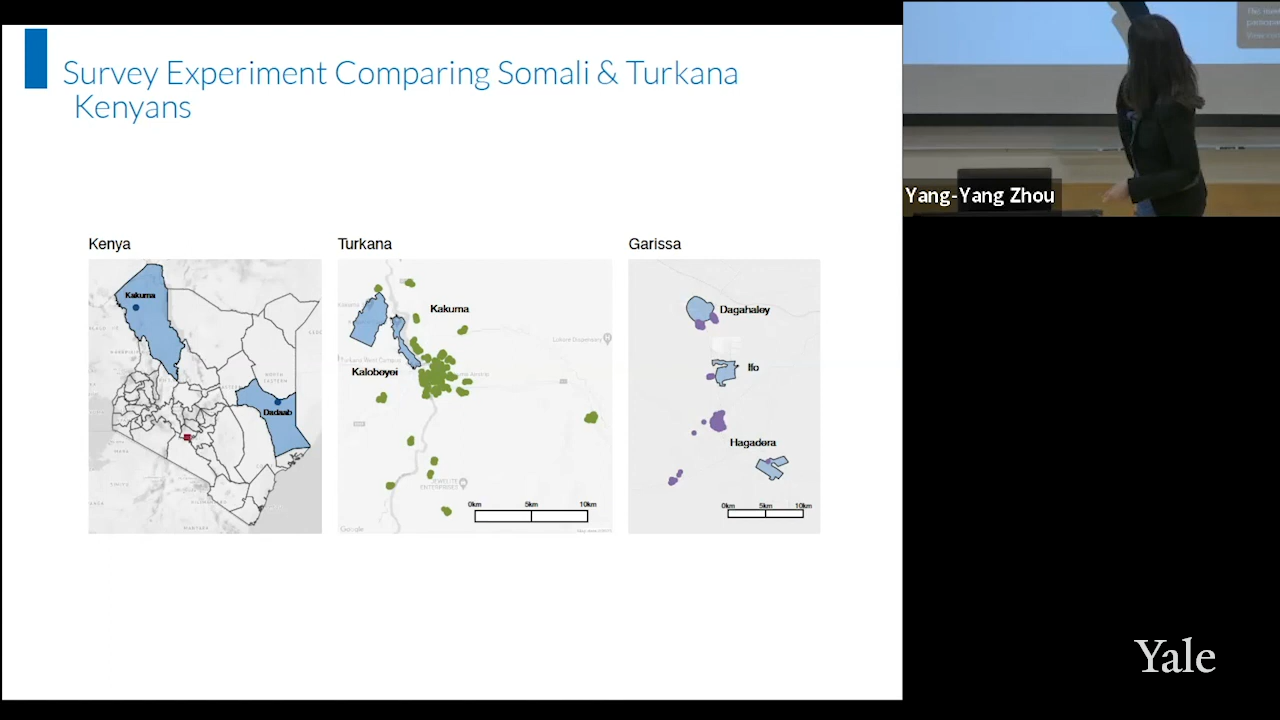 Survey Experiment Comparing Somali & Turkana
Kenyans
Kenya
Turkana
Garissa
Kakuma
Dadaab
Kakuma
Kalobeyei
0km 5km 10km
Google
Dagahaley
Ifo
Hagadera
0km 5km 10km
Yang-Yang Zhou
Yale